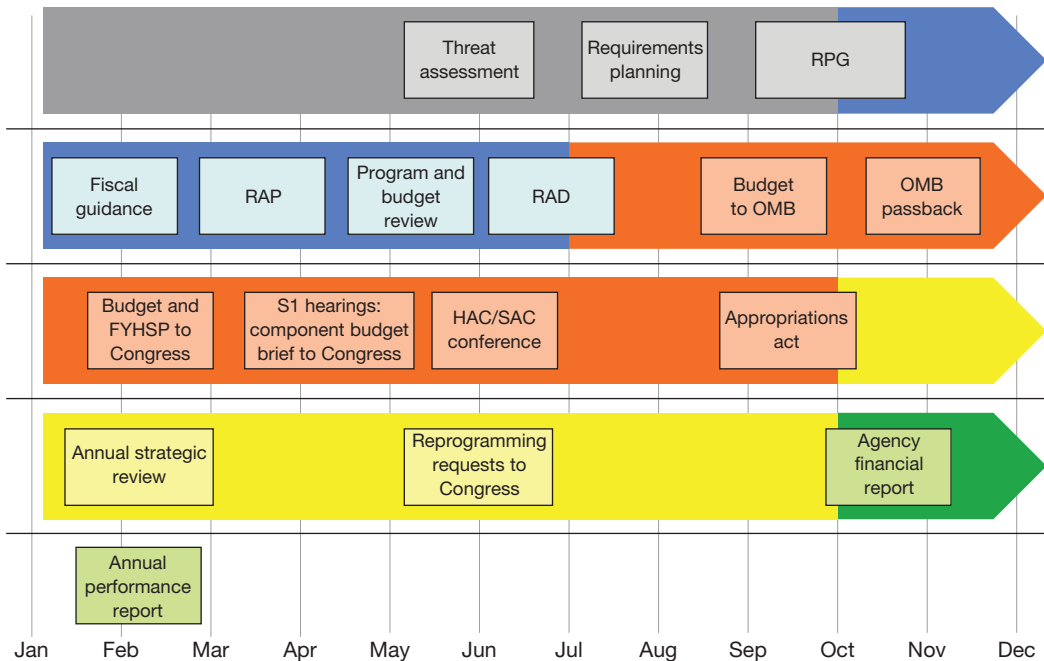 Threat
assessment
Requirements
planning
RPG
Fiscal
guidance
RAP
Program and
budget
review
RAD
Budget
to OMB
OMB
passback
Budget and
FYHSP to
Congress
S1 hearings:
component budget
brief to Congress
HAC/SAC
conference
Appropriations
act
Annual strategic
review
Reprogramming
requests to
Congress
Agency
financial
report
Annual
performance
report
Jan Feb Mar Apr May Jun Jul Aug Sep Oct Nov Dec